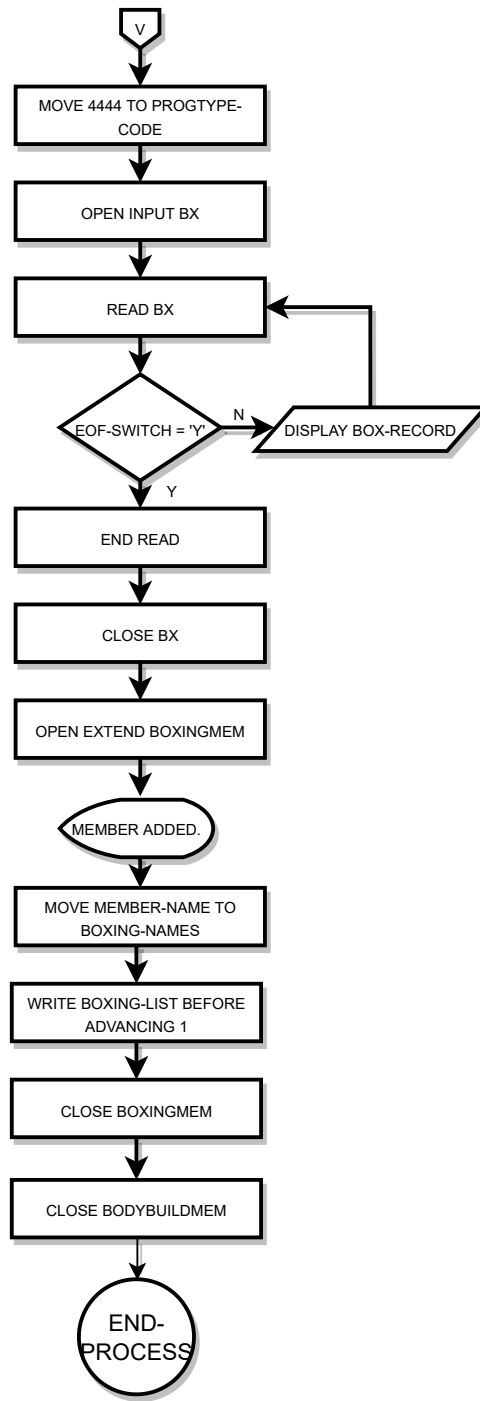 V
MOVE 4444 TO PROGTYPE-
CODE
OPEN INPUT BX
READ BX
EOF-SWITCH = 'Y'
N
DISPLAY BOX-RECORD
Y
END READ
CLOSE BX
OPEN EXTEND BOXINGMEM
MEMBER ADDED.
MOVE MEMBER-NAME TO
BOXING-NAMES
WRITE BOXING-LIST BEFORE
ADVANCING 1
CLOSE BOXINGMEM
CLOSE BODYBUILDMEM
END-
PROCESS